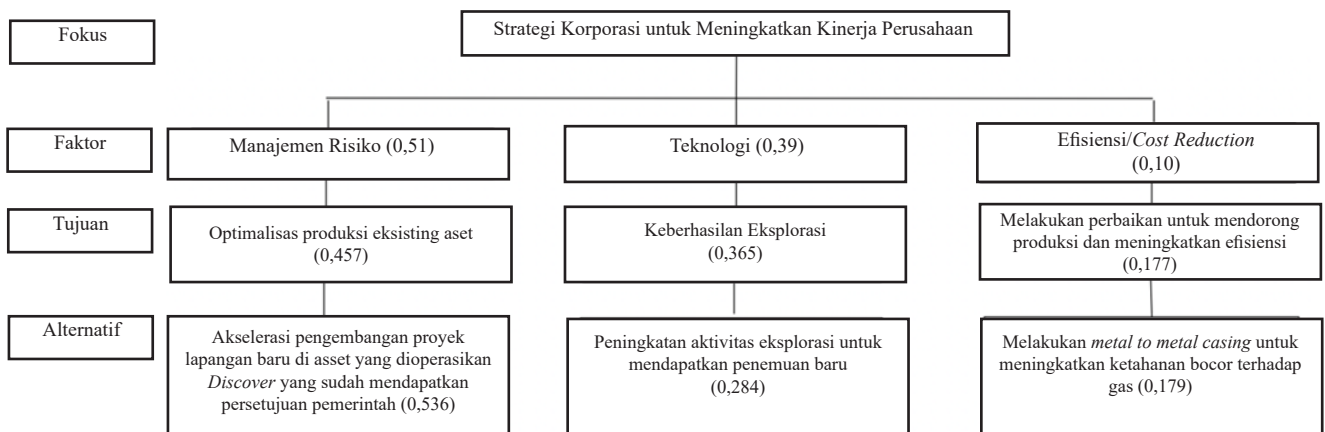 Fokus
Strategi Korporasi untuk Meningkatkan Kinerja Perusahaan
Faktor
Manajemen Risiko (0,51)
Teknologi (0,39)
Efisiensi/Cost Reduction
(0,10)
Tujuan
Optimalisas produksi eksisting aset
(0,457)
Keberhasilan Eksplorasi
(0,365)
Melakukan perbaikan untuk mendorong
produksi dan meningkatkan efisiensi
(0,177)
Alternatif
Akselerasi pengembangan proyek
lapangan baru di asset yang dioperasikan
Discover yang sudah mendapatkan
persetujuan pemerintah (0,536)
Peningkatan aktivitas eksplorasi untuk
mendapatkan penemuan baru
(0,284)
Melakukan metal to metal casing untuk
meningkatkan ketahanan bocor terhadap
gas (0,179)